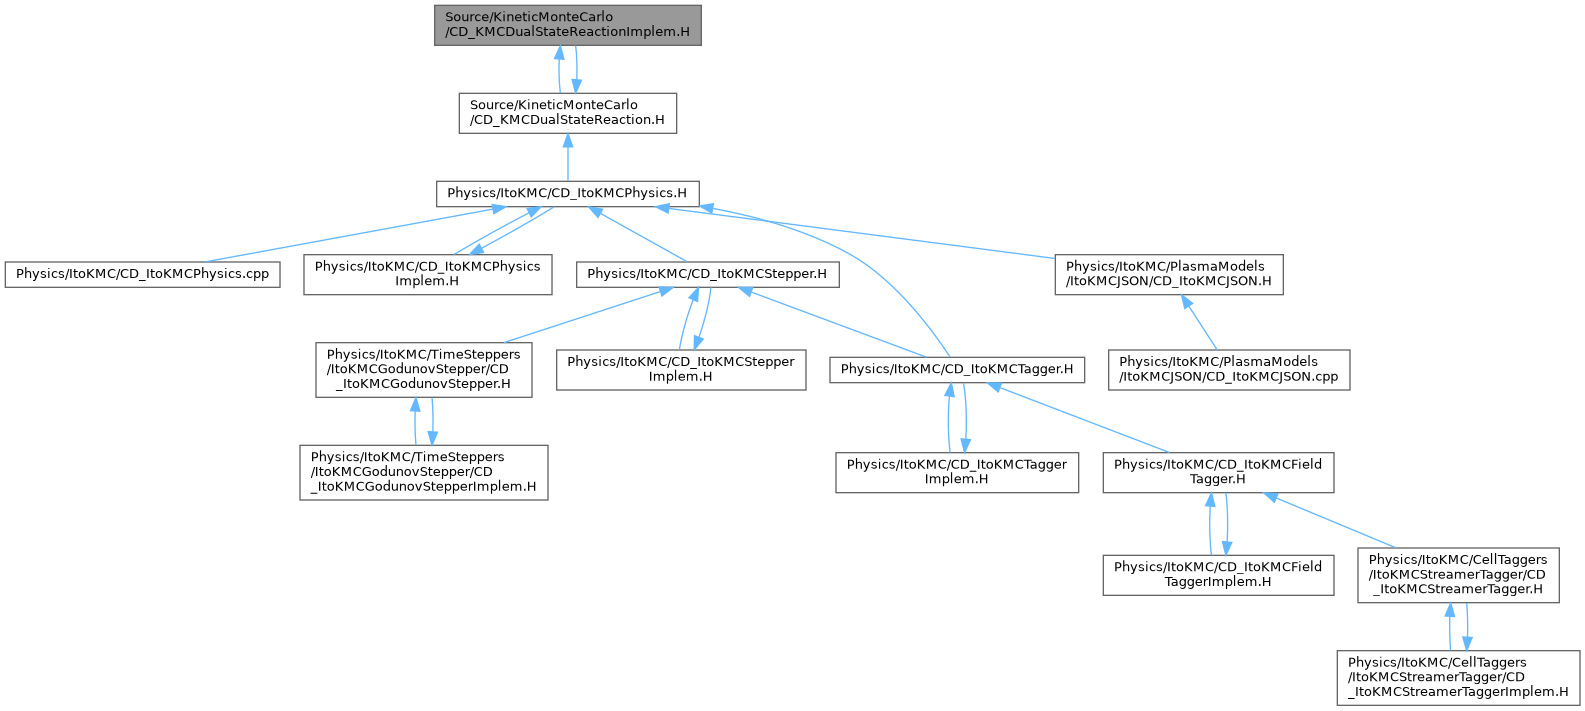 Source/KineticMonteCarlo
/CD_KMCDualStateReactionImplem.H
Source/KineticMonteCarlo
/CD_KMCDualStateReaction.H
Physics/ItoKMC/CD_ItoKMCPhysics.H
Physics/ItoKMC/CD_ItoKMCPhysics.cpp
Physics/ItoKMC/CD_ItoKMCPhysics
Implem.H
Physics/ItoKMC/CD_ItoKMCStepper.H
Physics/ItoKMC/PlasmaModels
/ItoKMCJSON/CD_ItoKMCJSON.H
Physics/ItoKMC/TimeSteppers
/ItoKMCGodunovStepper/CD
_ItoKMCGodunovStepper.H
Physics/ItoKMC/CD_ItoKMCStepper
Implem.H
Physics/ItoKMC/CD_ItoKMCTagger.H
Physics/ItoKMC/PlasmaModels
/ItoKMCJSON/CD_ItoKMCJSON.cpp
Physics/ItoKMC/TimeSteppers
/ItoKMCGodunovStepper/CD
_ItoKMCGodunovStepperImplem.H
Physics/ItoKMC/CD_ItoKMCTagger
Implem.H
Physics/ItoKMC/CD_ItoKMCField
Tagger.H
Physics/ItoKMC/CD_ItoKMCField
TaggerImplem.H
Physics/ItoKMC/CellTaggers
/ItoKMCStreamerTagger/CD
_ItoKMCStreamerTagger.H
Physics/ItoKMC/CellTaggers
/ItoKMCStreamerTagger/CD
_ItoKMCStreamerTaggerImplem.H